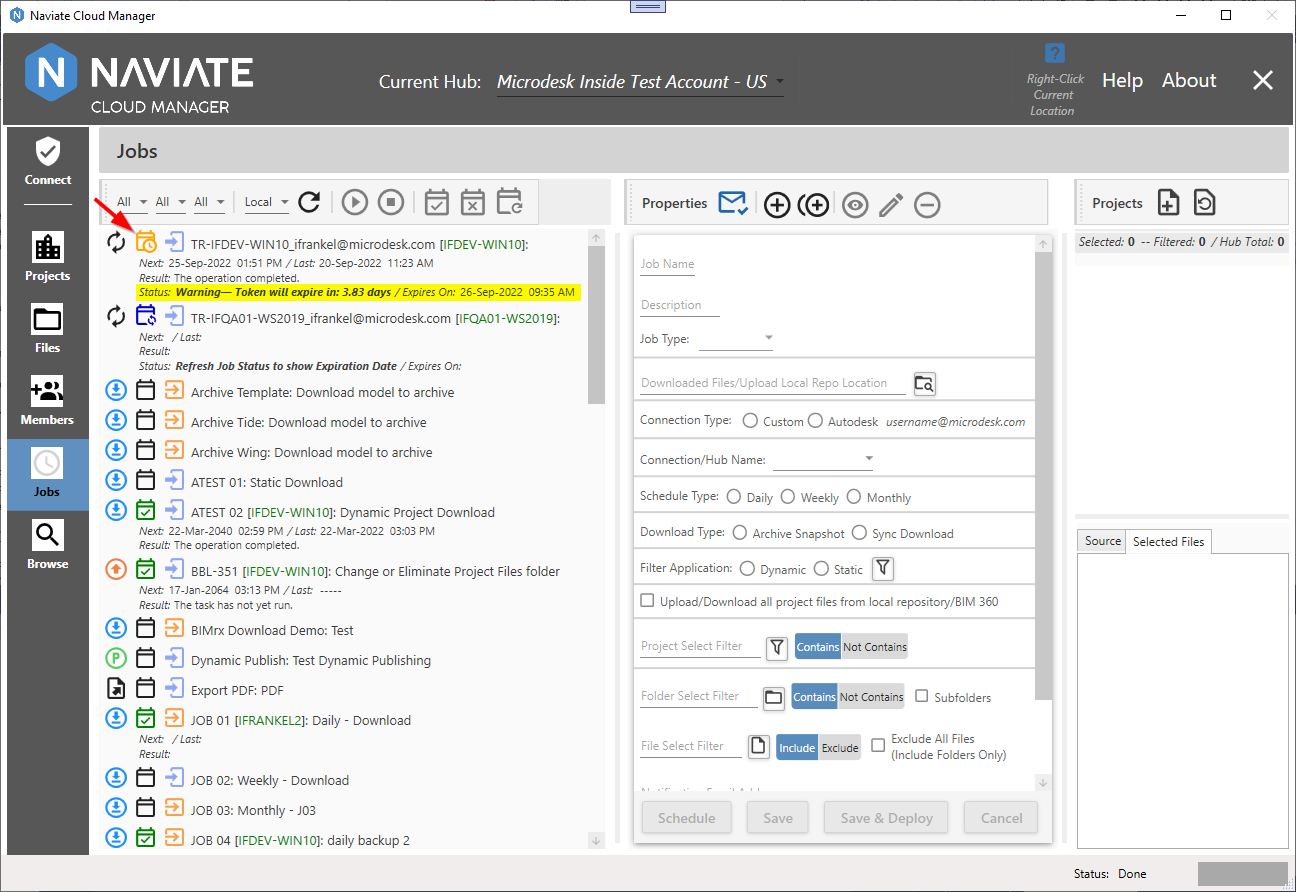 Naviate Cloud Manager
N NAVIATE
CLOUD MANAGER
Current Hub: Microdesk Inside Test Account - US
?
Right-Click
Current
Location
Help About
Connect
Projects
Files
Members
Jobs
Browse
Jobs
All All All Local
TR-IFDEV-WIN10_ifrankel@microdesk.com [IFDEV-WIN10]:
Next: 25-Sep-2022 01:51 PM / Last: 20-Sep-2022 11:23 AM
Result: The operation completed.
Status: Warning— Token will expire in: 3.83 days / Expires On: 26-Sep-2022 09:35 AM
TR-IFQA01-WS2019_ifrankel@microdesk.com [IFQA01-WS2019]:
Next: / Last:
Result:
Status: Refresh Job Status to show Expiration Date / Expires On:
Archive Template: Download model to archive
Archive Tide: Download model to archive
Archive Wing: Download model to archive
ATEST 01: Static Download
ATEST 02 [IFDEV-WIN10]: Dynamic Project Download
Next: 22-Mar-2040 02:59 PM / Last: 22-Mar-2022 03:03 PM
Result: The operation completed.
BBL-351 [IFDEV-WIN10]: Change or Eliminate Project Files folder
Next: 17-Jan-2064 03:13 PM / Last: -----
Result: The task has not yet run.
BIMrx Download Demo: Test
P Dynamic Publish: Test Dynamic Publishing
Export PDF: PDF
JOB 01 [IFRANKEL2]: Daily - Download
Next: / Last:
Result:
JOB 02: Weekly - Download
JOB 03: Monthly - J03
JOB 04 [IFDEV-WIN10]: daily backup 2
Properties
Job Name
Description
Job Type:
Downloaded Files/Upload Local Repo Location
Connection Type: Custom Autodesk username@microdesk.com
Connection/Hub Name:
Schedule Type: Daily Weekly Monthly
Download Type: Archive Snapshot Sync Download
Filter Application: Dynamic Static
Upload/Download all project files from local repository/BIM 360
Project Select Filter Contains Not Contains
Folder Select Filter Contains Not Contains Subfolders
File Select Filter Include Exclude Exclude All Files
(Include Folders Only)
Schedule Save Save & Deploy Cancel
Projects
Selected: 0 -- Filtered: 0 / Hub Total: 0
Source Selected Files
Status: Done